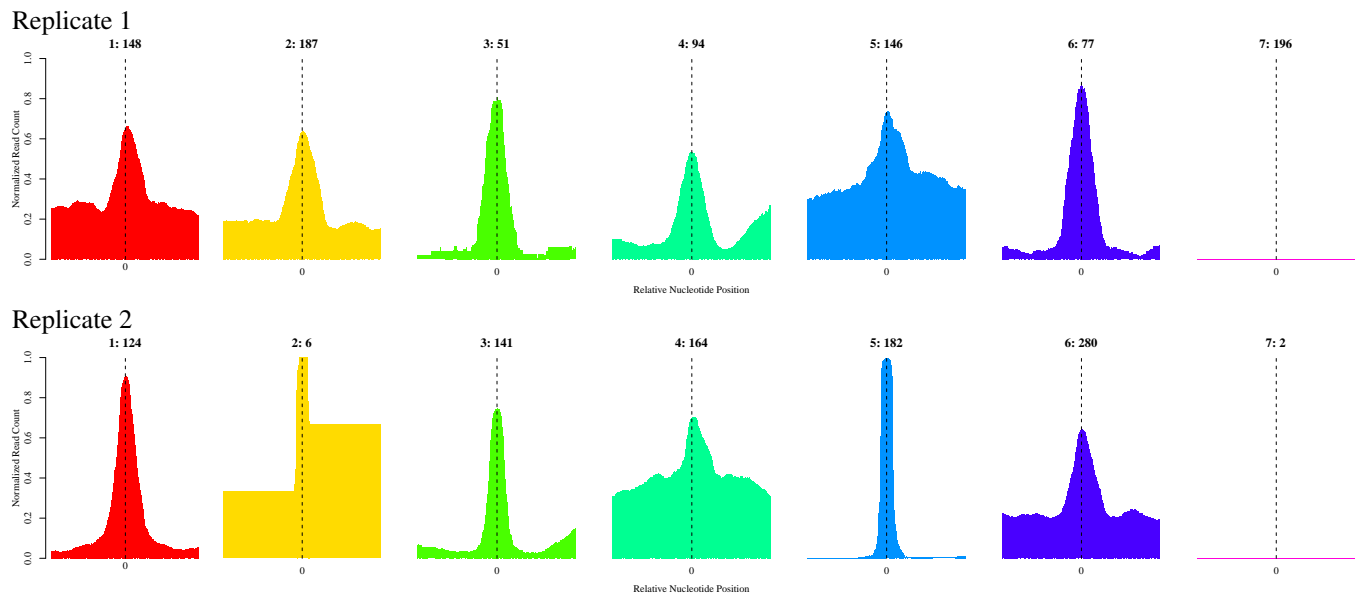 Replicate 1
1: 148 2: 187 3: 51 4: 94 5: 146 6: 77 7: 196
Normalized Read Count
1.0
0.8
0.6
0.4
0.2
0.0
0 0 0 0 0 0 0
Relative Nucleotide Position
Replicate 2
1: 124 2: 6 3: 141 4: 164 5: 182 6: 280 7: 2
Normalized Read Count
1.0
0.8
0.6
0.4
0.2
0.0
0 0 0 0 0 0 0
Relative Nucleotide Position